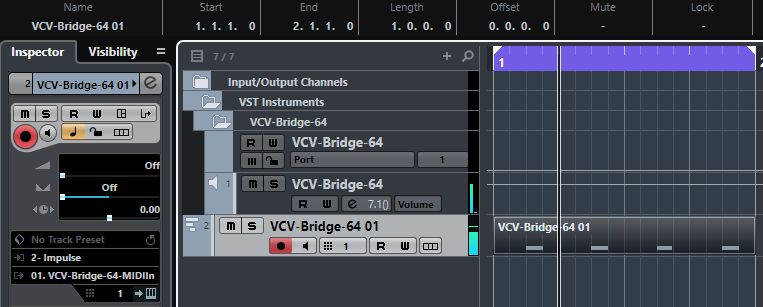 Name Start End Length Offset Mute Lock
VCV-Bridge-64 01 1. 1. 1. 0 2. 1. 1. 0 1. 0. 0. 0 0. 0. 0. 0 - -
Inspector Visibility
7 / 7
1 2
2 VCV-Bridge-64 01 e
Input/Output Channels
VST Instruments
VCV-Bridge-64
M S R W
R W VCV-Bridge-64
Port 1
Off
1 M S VCV-Bridge-64
Off
R W e 7.1() Volume
0.00
2 M S VCV-Bridge-64 01
VCV-Bridge-64 01
No Track Preset
1 R W
2- Impulse
01. VCV-Bridge-64-MIDIIn
1